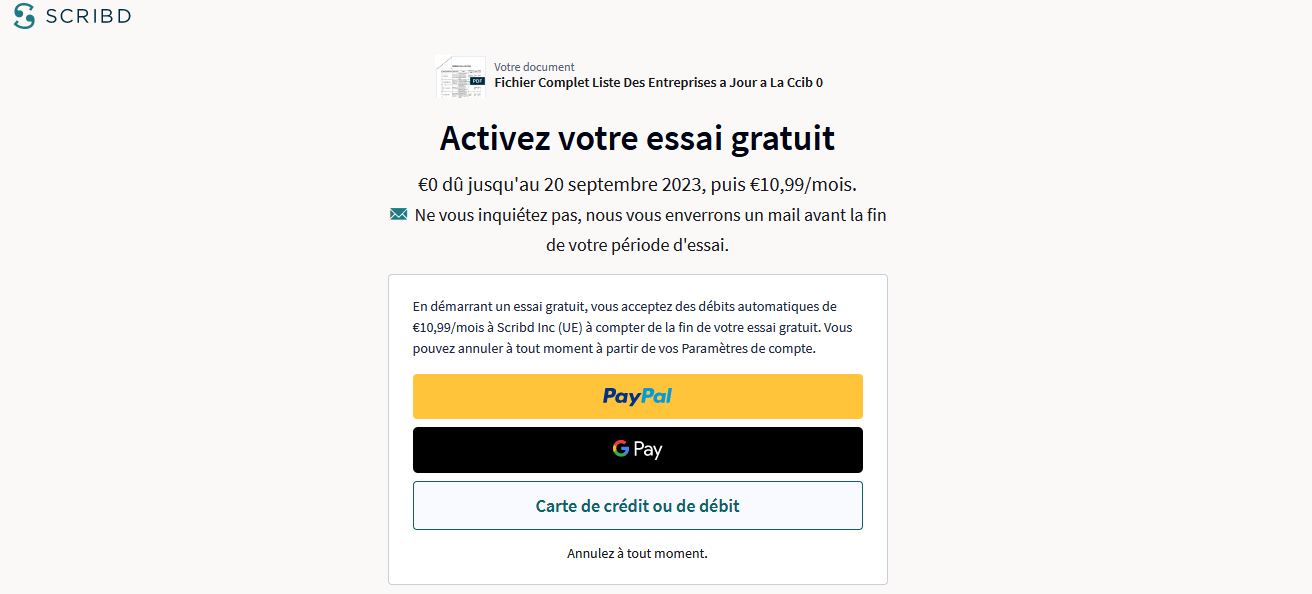 SCRIBD
Votre document
PDF
Fichier Complet Liste Des Entreprises a Jour a La Ccib 0
Activez votre essai gratuit
€0 dû jusqu'au 20 septembre 2023, puis €10,99/mois.
Ne vous inquiétez pas, nous vous enverrons un mail avant la fin
de votre période d'essai.
En démarrant un essai gratuit, vous acceptez des débits automatiques de
€10,99/mois à Scribd Inc (UE) à compter de la fin de votre essai gratuit. Vous
pouvez annuler à tout moment à partir de vos Paramètres de compte.
PayPal
G Pay
Carte de crédit ou de débit
Annulez à tout moment.